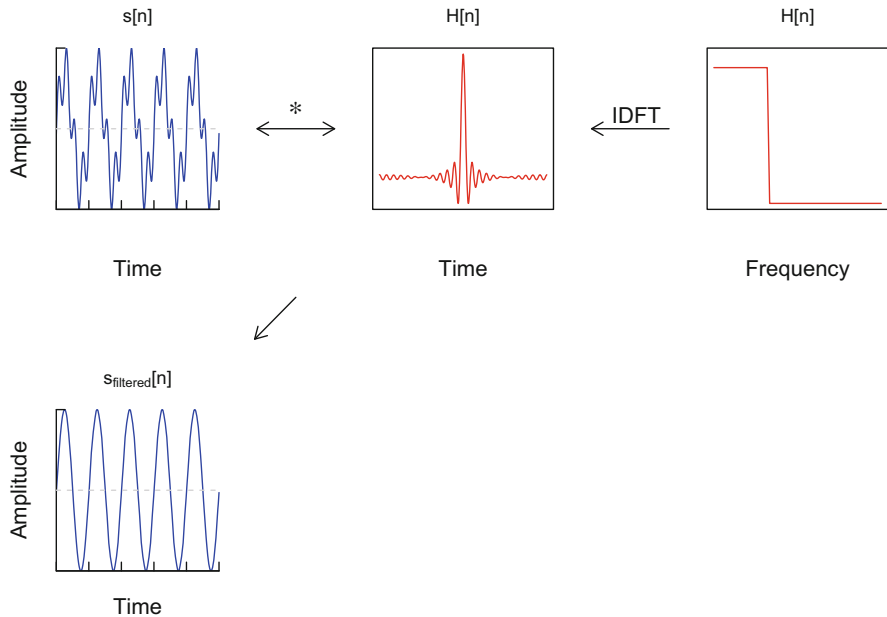 s[n]
H[n]
H[n]
Amplitude
*
IDFT
Time
Time
Frequency
s_filtered[n]
Amplitude
Time